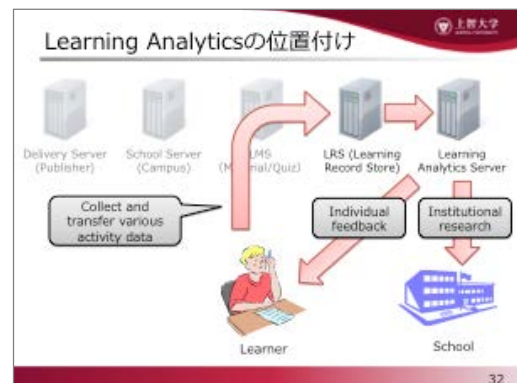 上智大学
Learning Analyticsの位置付け
Delivery Server
(Publisher)
School Server
(Campus)
LMS
(Material/Quiz)
LRS (Learning
Record Store)
Learning
Analytics Server
Collect and
transfer various
activity data
Individual
feedback
Institutional
research
Learner
School
32